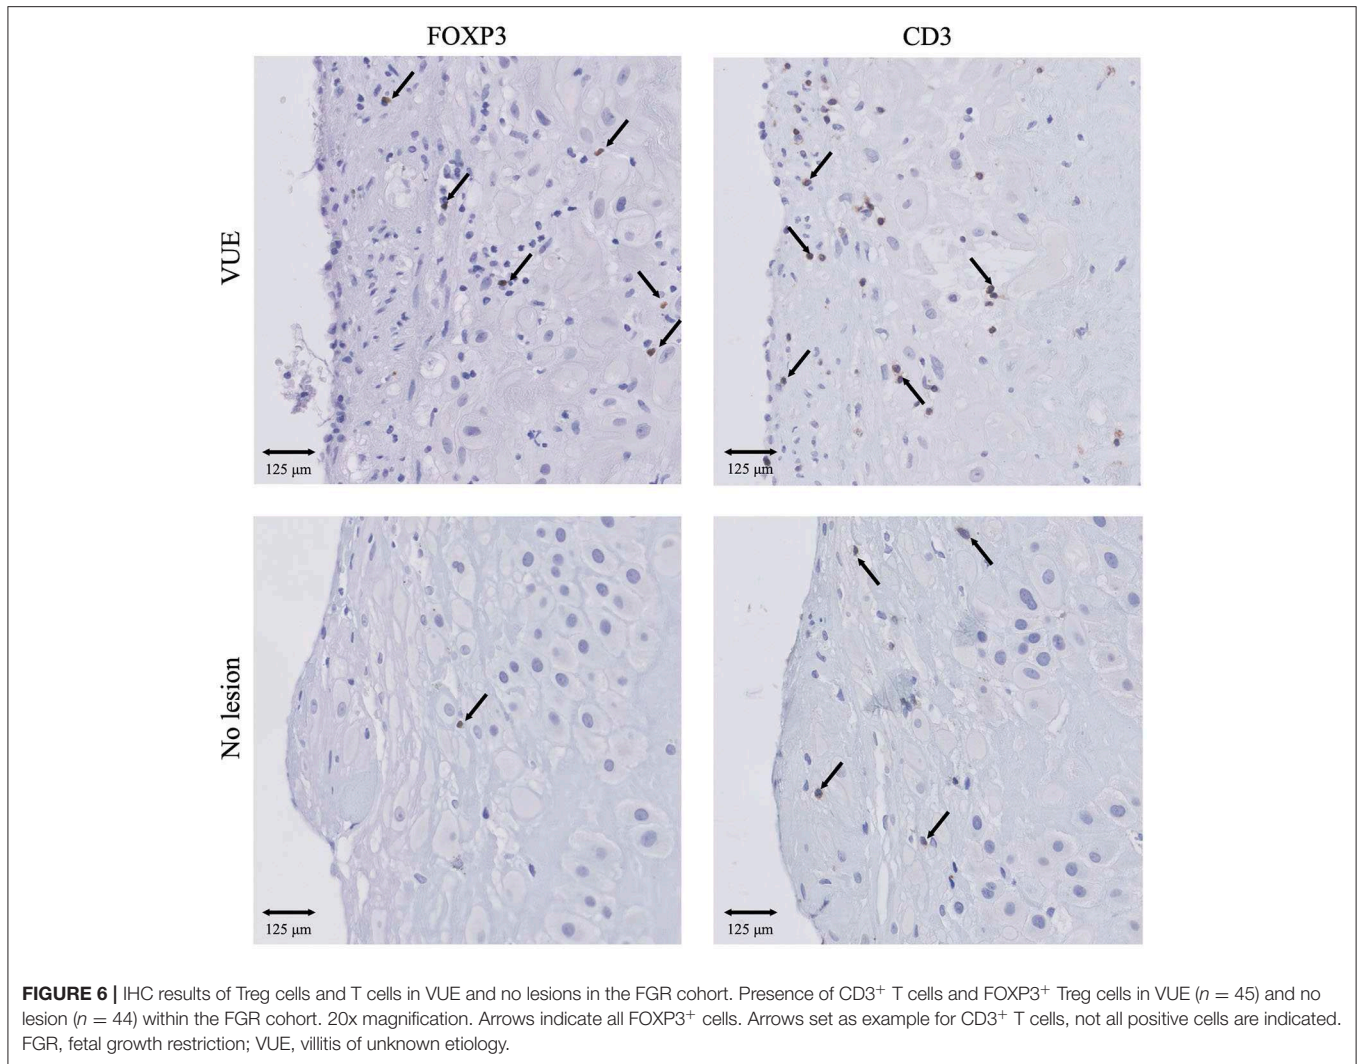 FOXP3
CD3
VUE
125 µm
125 µm
No lesion
125 µm
125 µm
FIGURE 6 | IHC results of Treg cells and T cells in VUE and no lesions in the FGR cohort. Presence of CD3⁺ T cells and FOXP3⁺ Treg cells in VUE (n = 45) and no
lesion (n = 44) within the FGR cohort. 20x magnification. Arrows indicate all FOXP3⁺ cells. Arrows set as example for CD3⁺ T cells, not all positive cells are indicated.
FGR, fetal growth restriction; VUE, villitis of unknown etiology.